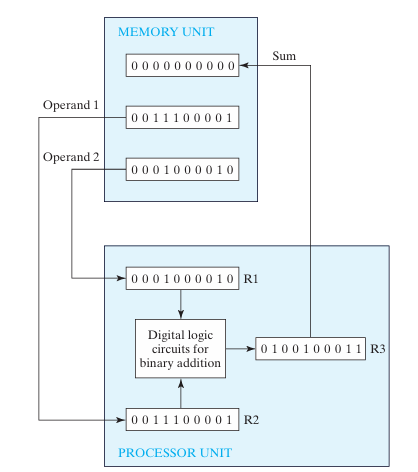 MEMORY UNIT
Sum
0 0 0 0 0 0 0 0 0 0
Operand 1
0 0 1 1 1 0 0 0 0 1
Operand 2
0 0 0 1 0 0 0 0 1 0
0 0 0 1 0 0 0 0 1 0 R1
Digital logic
circuits for
binary addition
0 1 0 0 1 0 0 0 1 1 R3
0 0 1 1 1 0 0 0 0 1 R2
PROCESSOR UNIT